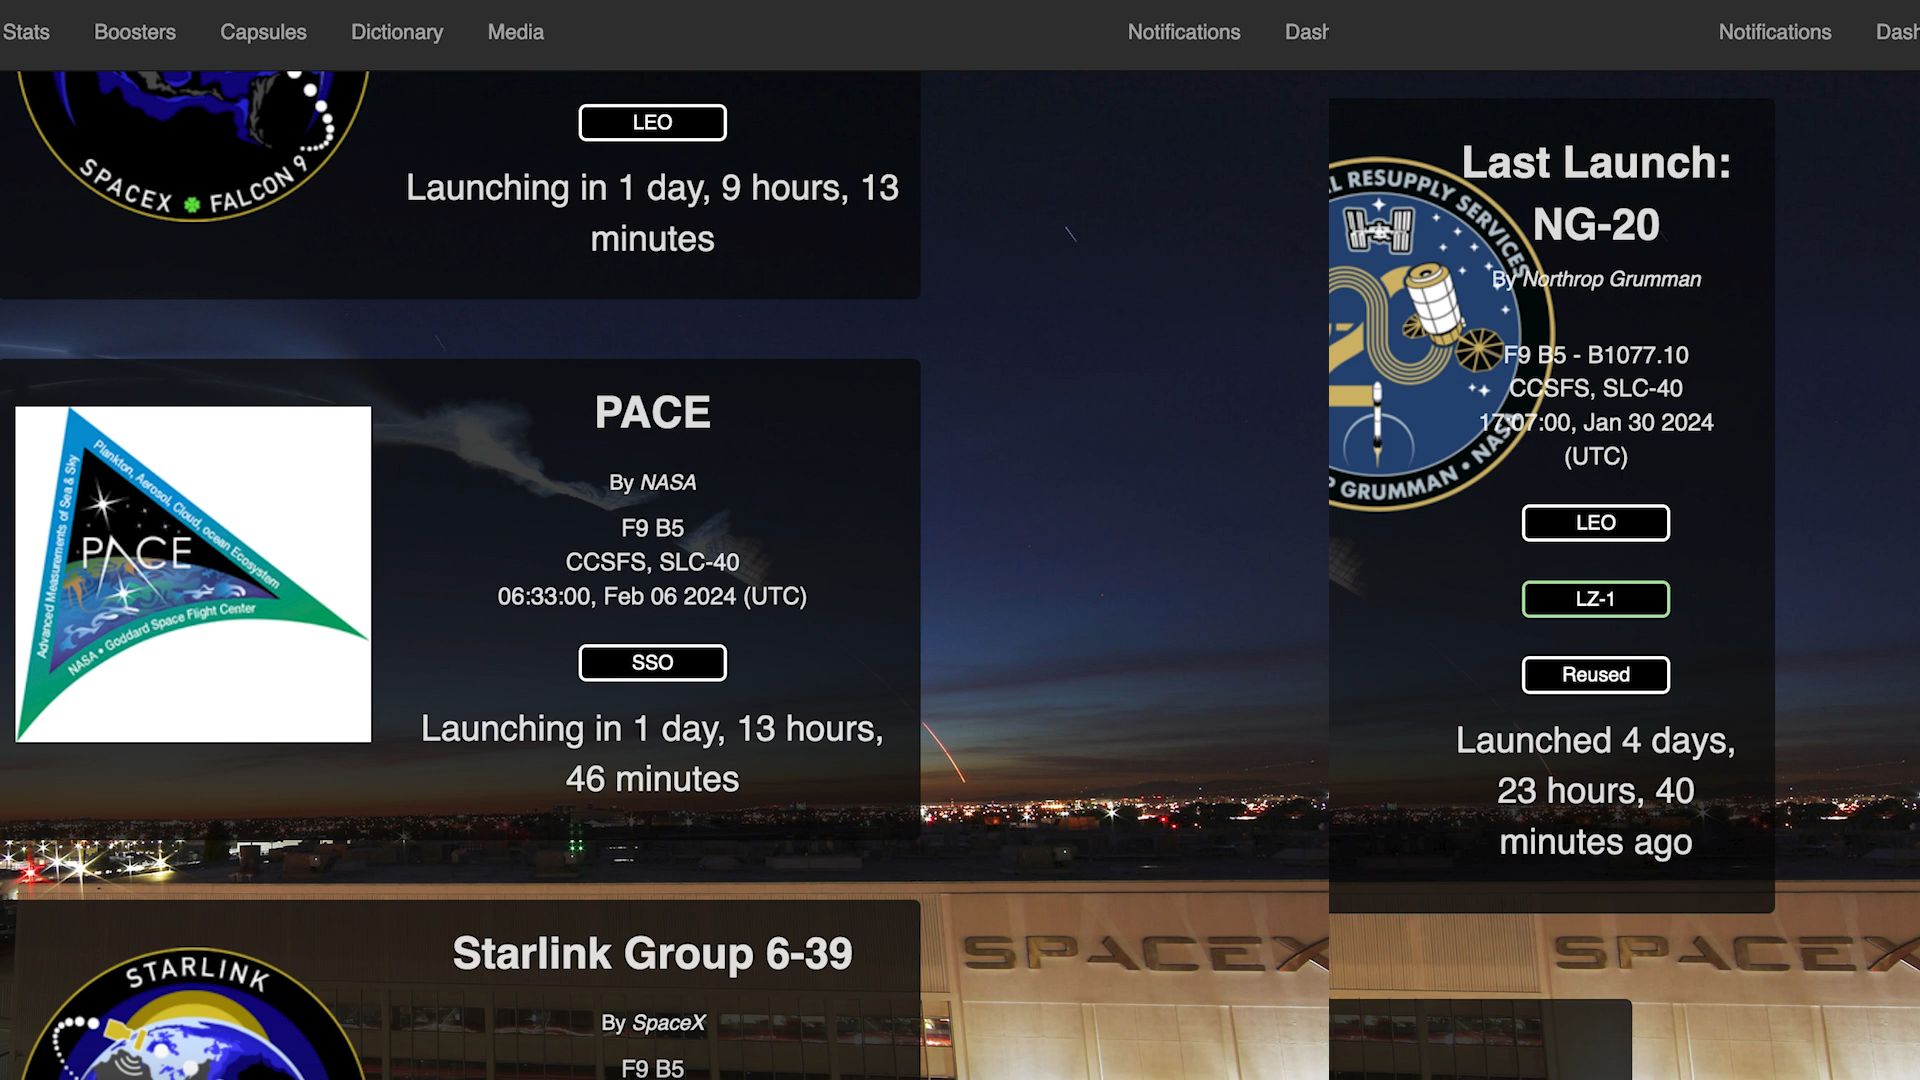 Stats Boosters Capsules Dictionary Media Notifications Dash
SPACEX FALCON 9
LEO
Launching in 1 day, 9 hours, 13
minutes
PACE
By NASA
F9 B5
CCSFS, SLC-40
06:33:00, Feb 06 2024 (UTC)
SSO
Launching in 1 day, 13 hours,
46 minutes
Advanced Measurements of Sea & Sky
Plankton, Aerosol, Cloud, ocean Ecosystem
PACE
NASA • Goddard Space Flight Center
Starlink Group 6-39
By SpaceX
F9 B5
STARLINK
SPACEX
Notifications Dash
Last Launch:
NG-20
By Northrop Grumman
F9 B5 - B1077.10
CCSFS, SLC-40
17:07:00, Jan 30 2024
(UTC)
LEO
LZ-1
Reused
Launched 4 days,
23 hours, 40
minutes ago
L RESUPPLY SERVICES
P GRUMMAN • NASA
SPACEX